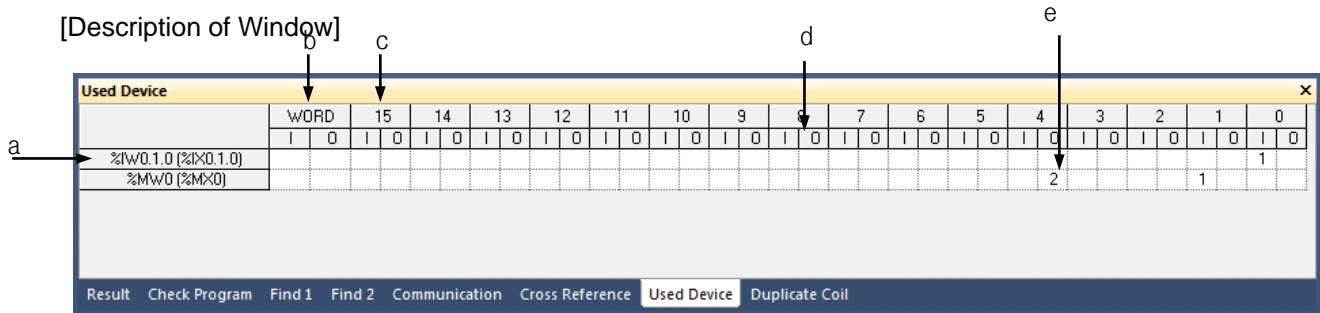 [Description of Window]
b c d e
Used Device ×
WORD 15 14 13 12 11 10 9 8 7 6 5 4 3 2 1 0
I O I O I O I O I O I O I O I O I O I O I O I O I O I O I O I O I O
a
%IW0.1.0 (%IX0.1.0) 1
%MW0 (%MX0) 2 1
Result Check Program Find 1 Find 2 Communication Cross Reference Used Device Duplicate Coil